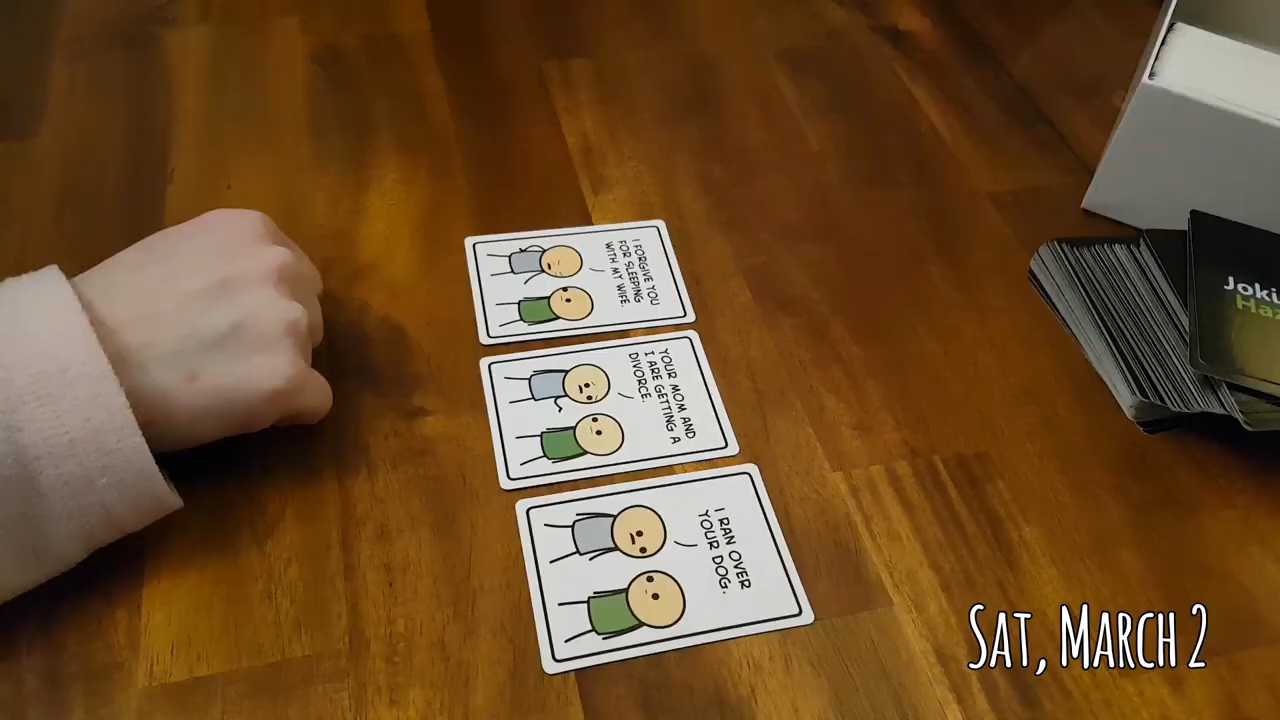 I FORGIVE YOU
FOR SLEEPING
WITH MY WIFE.
YOUR MOM AND
I ARE GETTING A
DIVORCE.
I RAN OVER
YOUR DOG.
SAT, MARCH 2